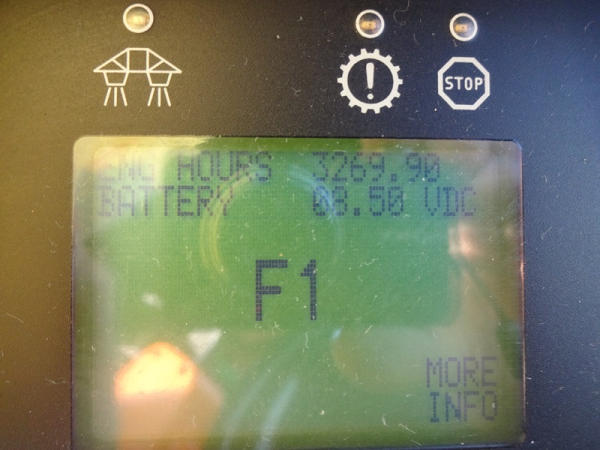 STOP
ENG HOURS 3269.90
BATTERY 08.50 VDC
F1
MORE
INFO